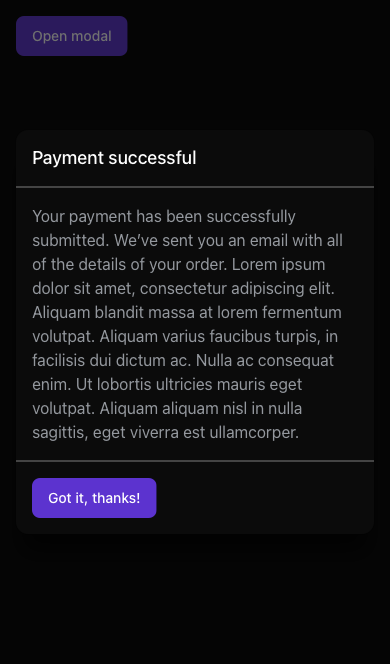 Open modal
Payment successful
Your payment has been successfully
submitted. We’ve sent you an email with all
of the details of your order. Lorem ipsum
dolor sit amet, consectetur adipiscing elit.
Aliquam blandit massa at lorem fermentum
volutpat. Aliquam varius faucibus turpis, in
facilisis dui dictum ac. Nulla ac consequat
enim. Ut lobortis ultricies mauris eget
volutpat. Aliquam aliquam nisl in nulla
sagittis, eget viverra est ullamcorper.
Got it, thanks!